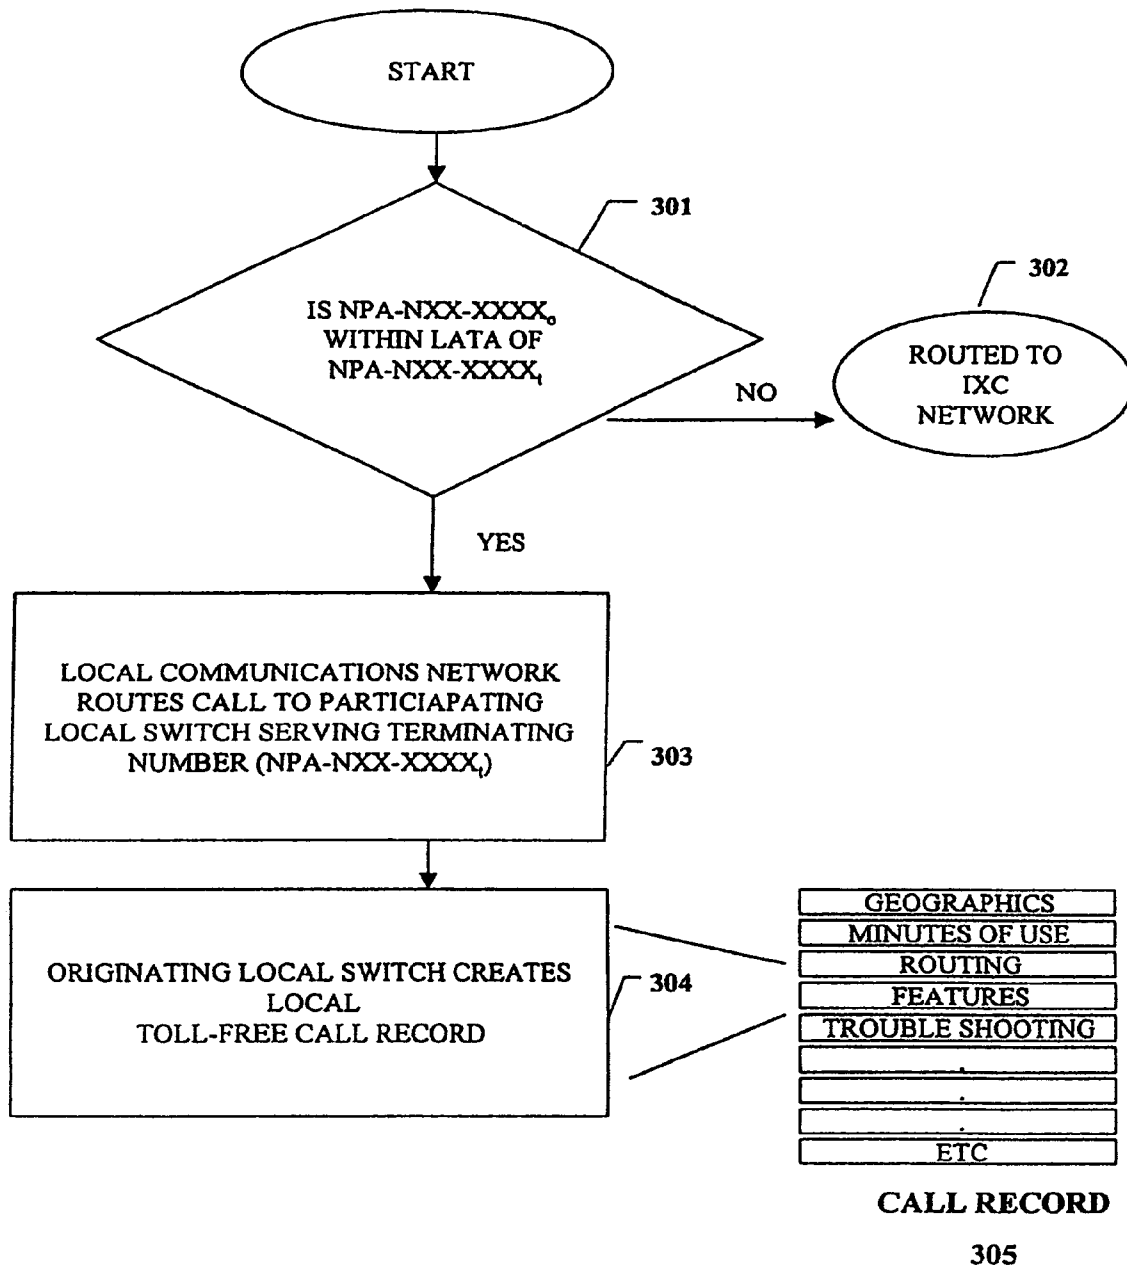 START
301
IS NPA-NXX-XXXXo
WITHIN LATA OF
NPA-NXX-XXXXt
302
ROUTED TO
IXC
NETWORK
NO
YES
LOCAL COMMUNICATIONS NETWORK
ROUTES CALL TO PARTICIAPATING
LOCAL SWITCH SERVING TERMINATING
NUMBER (NPA-NXX-XXXXt)
303
ORIGINATING LOCAL SWITCH CREATES
LOCAL
TOLL-FREE CALL RECORD
304
GEOGRAPHICS
MINUTES OF USE
ROUTING
FEATURES
TROUBLE SHOOTING
.
.
.
ETC
CALL RECORD
305